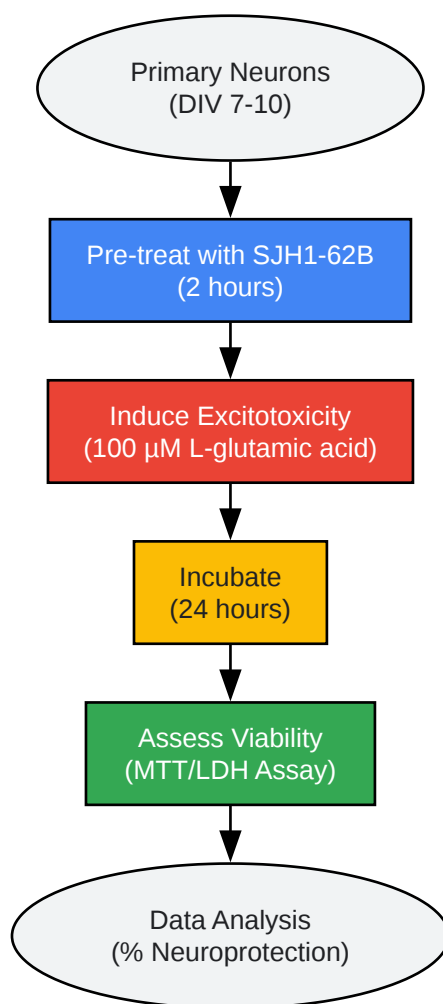 Primary Neurons
(DIV 7-10)
Pre-treat with SJH1-62B
(2 hours)
Induce Excitotoxicity
(100 µM L-glutamic acid)
Incubate
(24 hours)
Assess Viability
(MTT/LDH Assay)
Data Analysis
(% Neuroprotection)